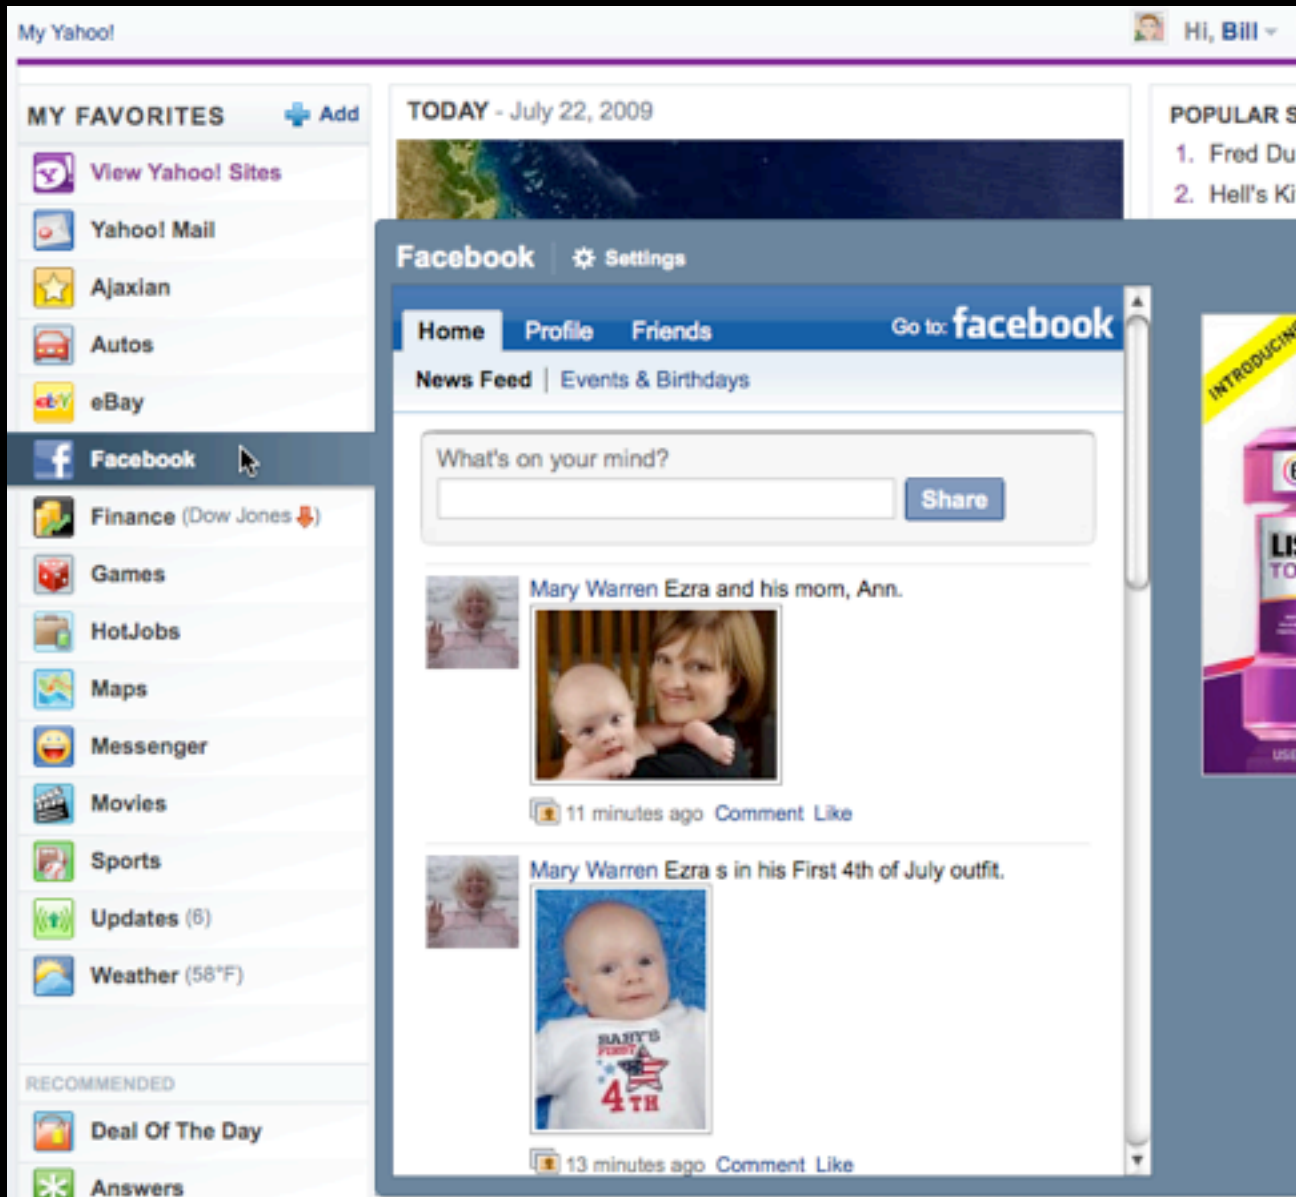 My Yahoo!
Hi, Bill
MY FAVORITES
Add
View Yahoo! Sites
Yahoo! Mail
Ajaxian
Autos
eBay
Facebook
Finance (Dow Jones)
Games
HotJobs
Maps
Messenger
Movies
Sports
Updates (6)
Weather (58°F)
RECOMMENDED
Deal Of The Day
Answers
TODAY - July 22, 2009
POPULAR S
1. Fred Du
2. Hell's Ki
Facebook
Settings
Home Profile Friends Go to: facebook
News Feed | Events & Birthdays
What's on your mind?
Share
Mary Warren Ezra and his mom, Ann.
11 minutes ago Comment Like
Mary Warren Ezra s in his First 4th of July outfit.
BABY'S
FIRST
4TH
13 minutes ago Comment Like
INTRODUCING
LIS
TO
USE